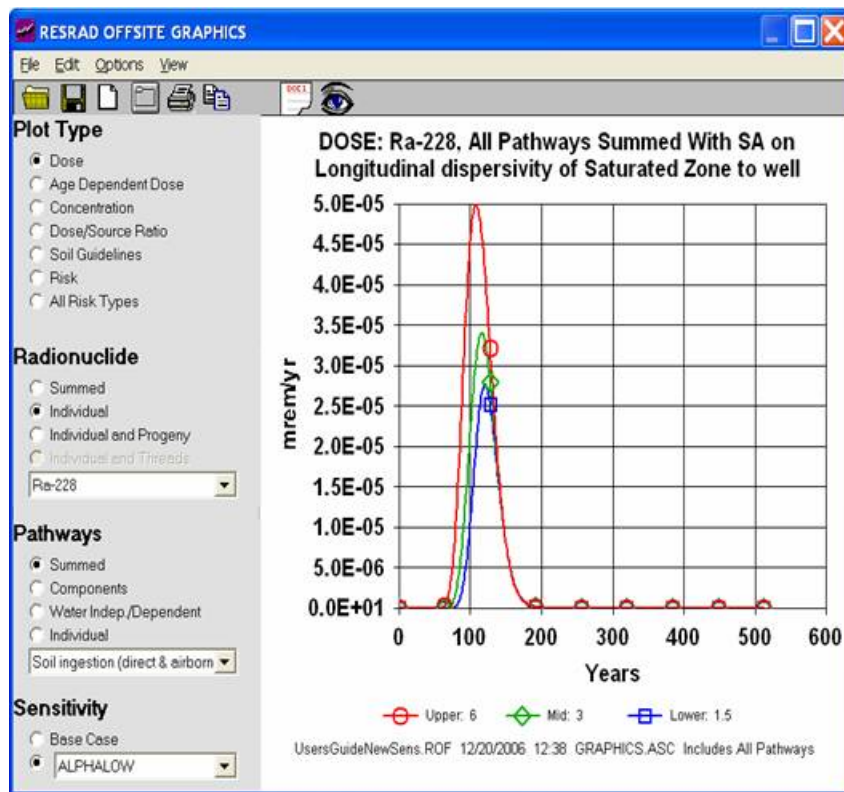 RESRAD OFFSITE GRAPHICS
File Edit Options View
DOC1
Plot Type
Dose
Age Dependent Dose
Concentration
Dose/Source Ratio
Soil Guidelines
Risk
All Risk Types
Radionuclide
Summed
Individual
Individual and Progeny
Individual and Threads
Ra-228
Pathways
Summed
Components
Water Indep./Dependent
Individual
Soil ingestion (direct & airborn
Sensitivity
Base Case
ALPHALOW
DOSE: Ra-228, All Pathways Summed With SA on
Longitudinal dispersivity of Saturated Zone to well
5.0E-05
4.5E-05
4.0E-05
3.5E-05
3.0E-05
2.5E-05
2.0E-05
1.5E-05
1.0E-05
5.0E-06
0.0E+01
mrem/yr
0 100 200 300 400 500 600
Years
Upper: 6 Mid: 3 Lower: 1.5
UsersGuideNewSens.ROF 12/20/2006 12:38 GRAPHICS.ASC Includes All Pathways